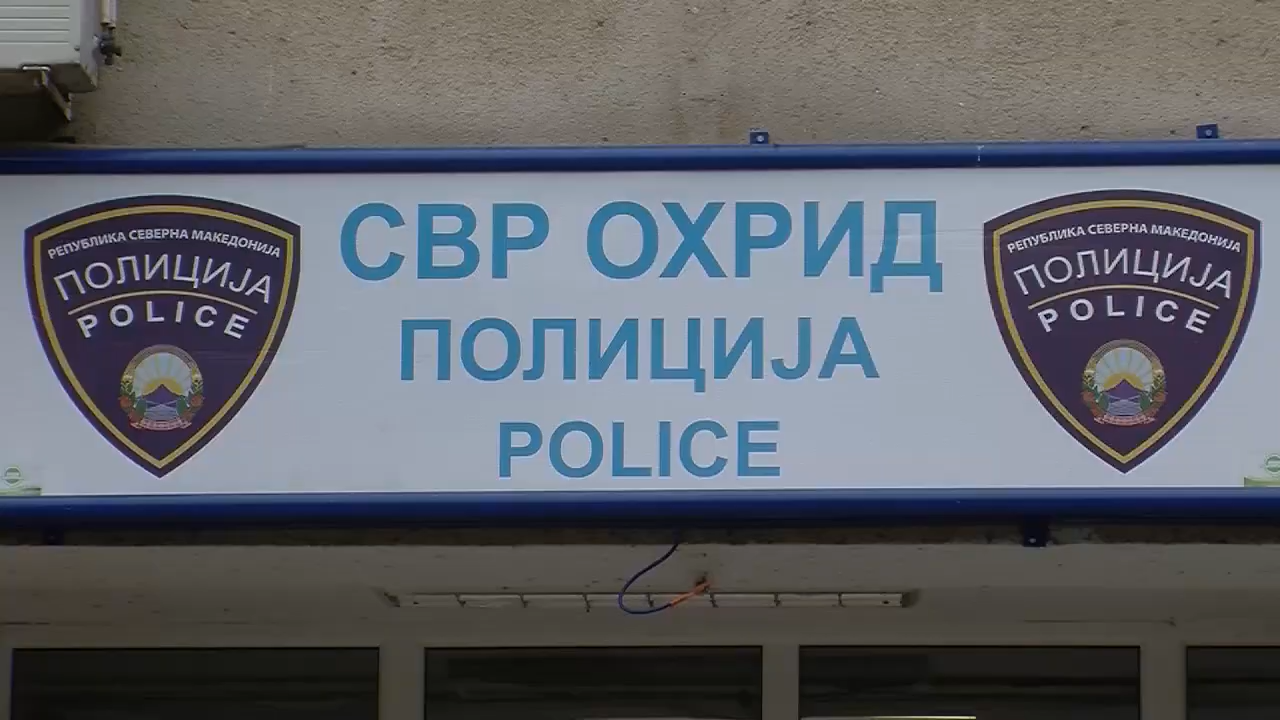 РЕПУБЛИКА СЕВЕРНА МАКЕДОНИЈА
ПОЛИЦИЈА
POLICE
СВР ОХРИД
ПОЛИЦИЈА
POLICE
РЕПУБЛИКА СЕВЕРНА МАКЕДОНИЈА
ПОЛИЦИЈА
POLICE